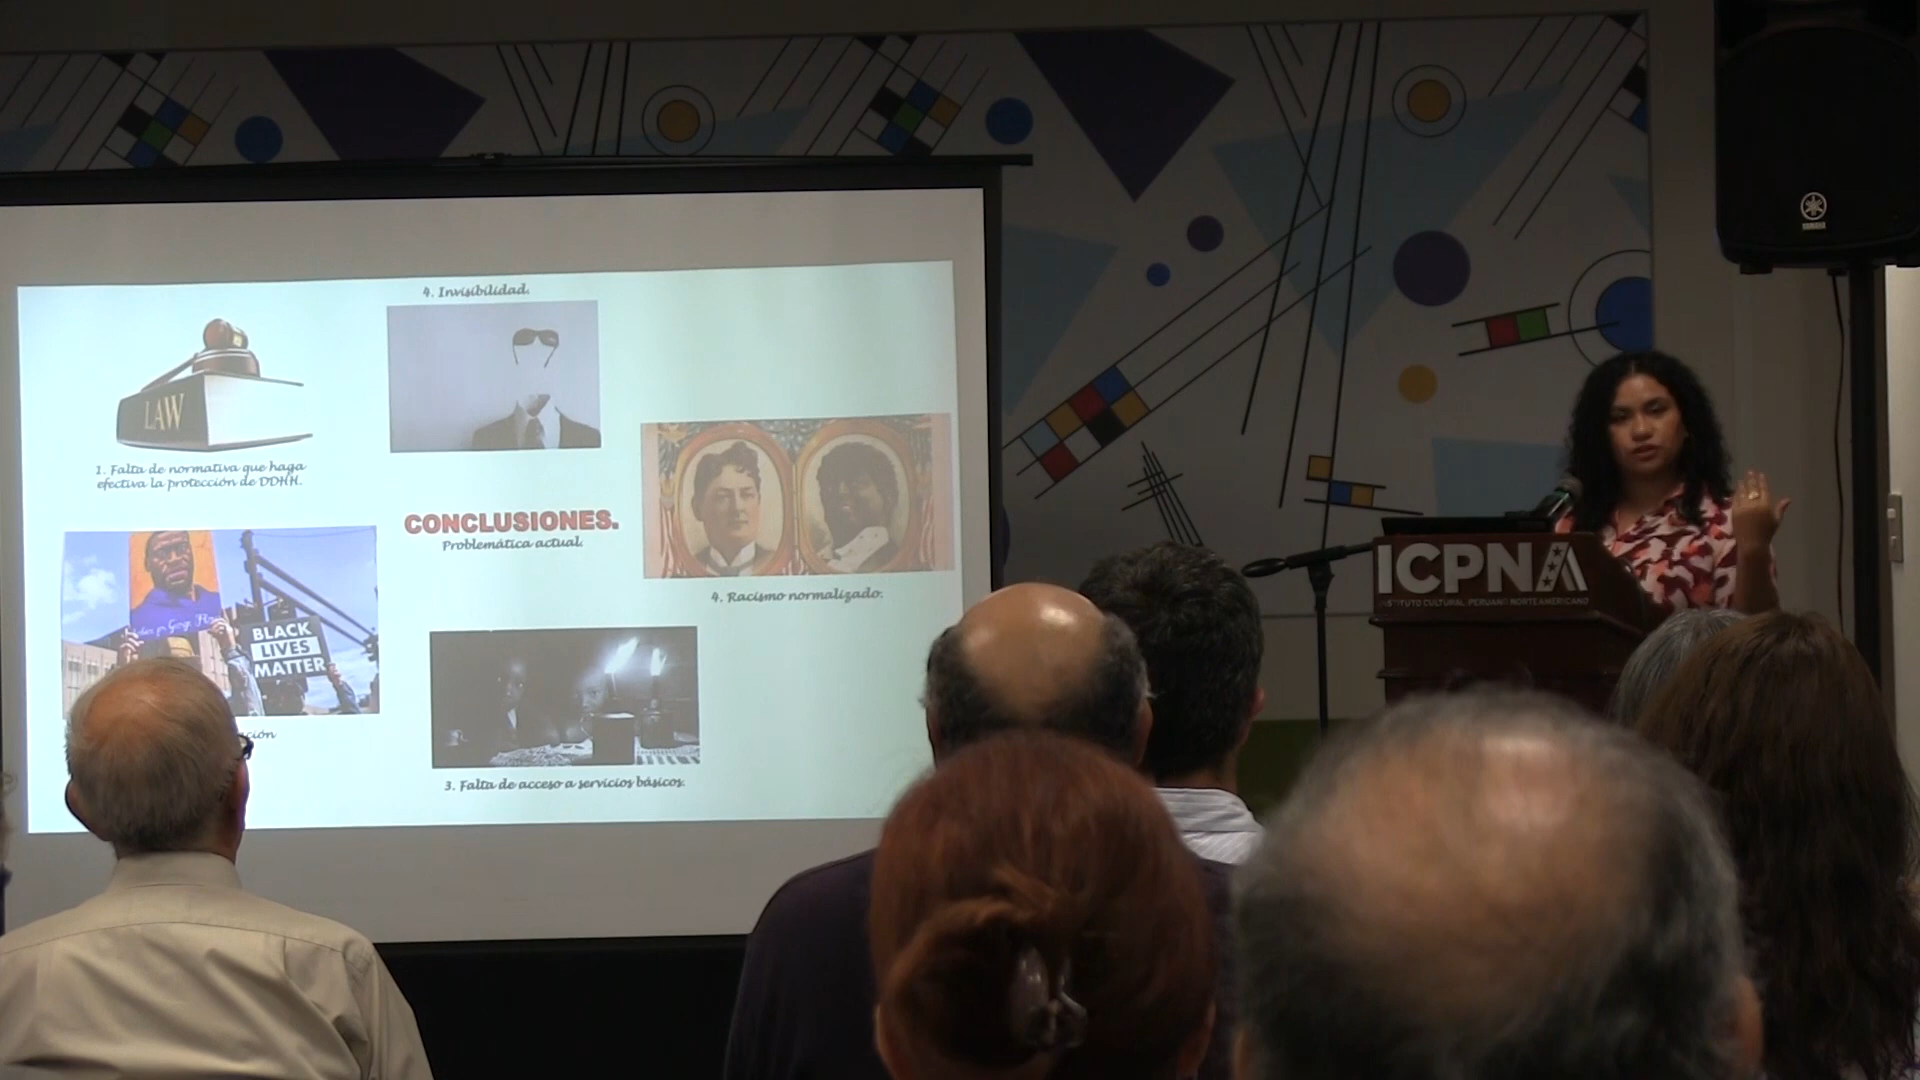 4. Invisibilidad.
LAW
1. Falta de normativa que haga
efectiva la protección de DDHH.
CONCLUSIONES.
Problemática actual.
4. Racismo normalizado.
BLACK
LIVES
MATTER
3. Falta de acceso a servicios básicos.
ICPNA
INSTITUTO CULTURAL PERUANO NORTEAMERICANO
YAMAHA